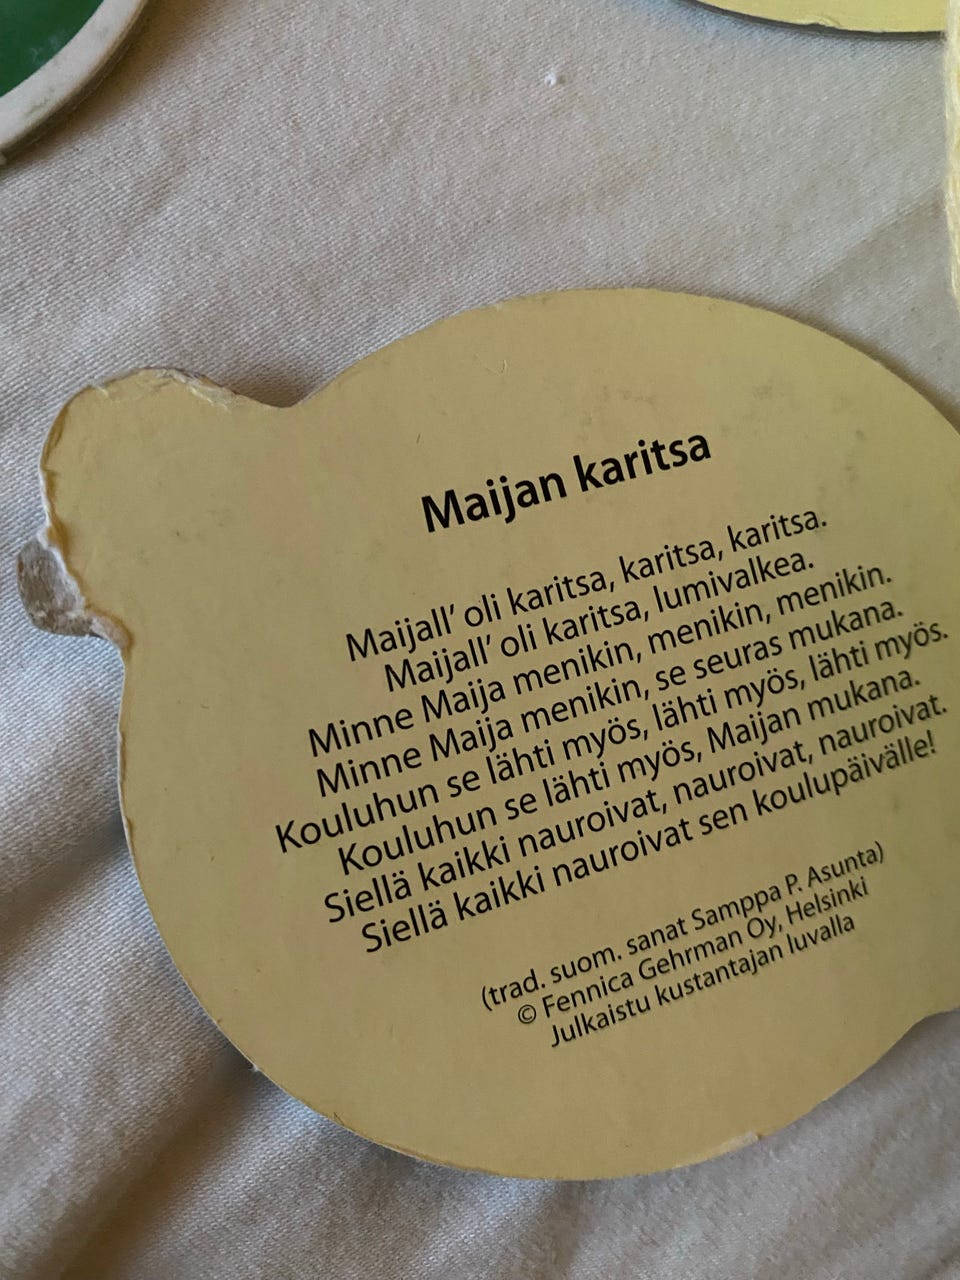 Maijan karitsa
Maijall’ oli karitsa, karitsa, karitsa.
Maijall’ oli karitsa, lumivalkea.
Minne Maija menikin, menikin, menikin.
Minne Maija menikin, se seuras mukana.
Kouluhun se lähti myös, lähti myös, lähti myös.
Kouluhun se lähti myös, Maijan mukana.
Siellä kaikki nauroivat, nauroivat, nauroivat.
Siellä kaikki nauroivat sen koulupäivälle!
(trad. suom. sanat Samppa P. Asunta)
© Fennica Gehrman Oy, Helsinki
Julkaistu kustantajan luvalla